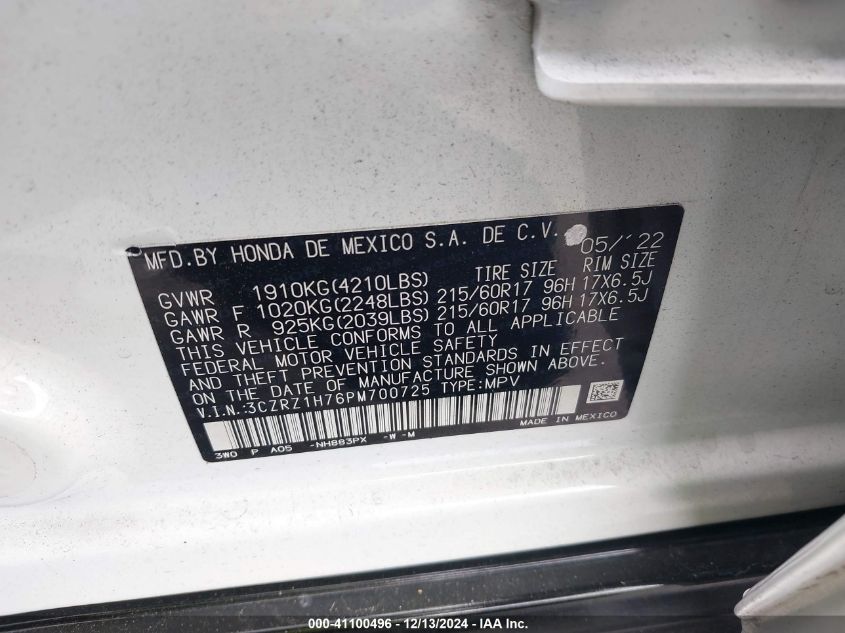 MFD.BY HONDA DE MEXICO S.A. DE C.V. 05/'22
TIRE SIZE RIM SIZE
GVWR 1910KG(4210LBS)
GAWR F 1020KG(2248LBS) 215/60R17 96H 17X6.5J
GAWR R 925KG(2039LBS) 215/60R17 96H 17X6.5J
THIS VEHICLE CONFORMS TO ALL APPLICABLE
FEDERAL MOTOR VEHICLE SAFETY
AND THEFT PREVENTION STANDARDS IN EFFECT
ON THE DATE OF MANUFACTURE SHOWN ABOVE.
V.I.N.:3CZRZ1H76PM700725 TYPE:MPV
MADE IN MEXICO
3W0 P A05 -NH883PX -W -M
000-41100496 - 12/13/2024 - IAA Inc.